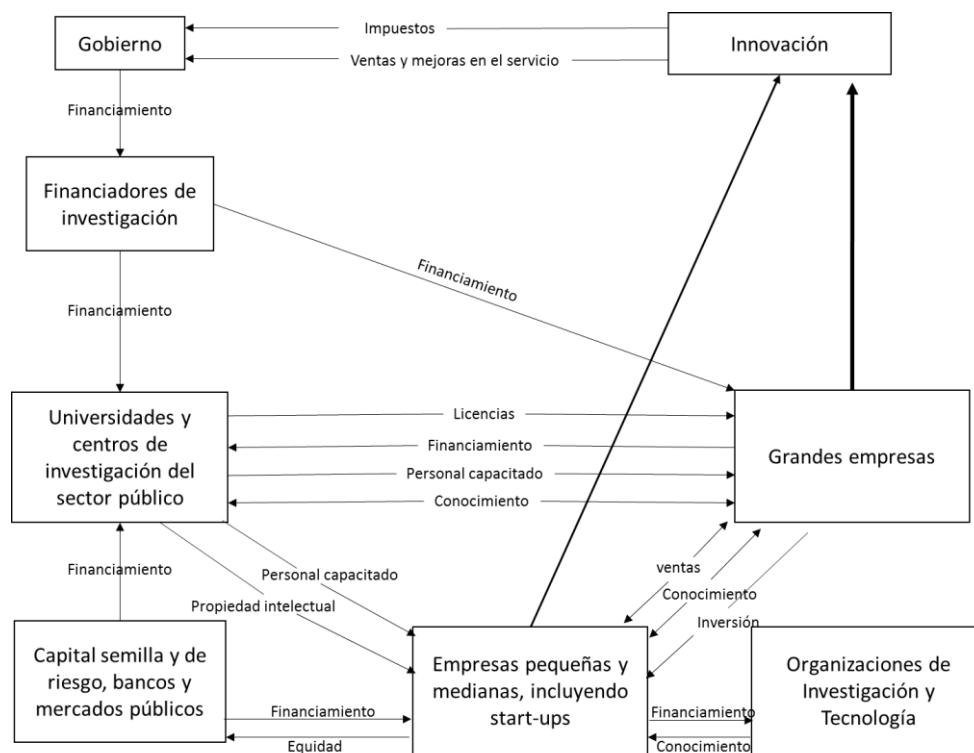 Gobierno
Impuestos
Ventas y mejoras en el servicio
Innovación
Financiamiento
Financiadores de
investigación
Financiamiento
Financiamiento
Universidades y
centros de
investigación del
sector público
Licencias
Financiamiento
Personal capacitado
Conocimiento
Grandes empresas
Financiamiento
Personal capacitado
Propiedad intelectual
ventas
Conocimiento
Inversión
Capital semilla y de
riesgo, bancos y
mercados públicos
Financiamiento
Equidad
Empresas pequeñas y
medianas, incluyendo
start-ups
Financiamiento
Conocimiento
Organizaciones de
Investigación y
Tecnología